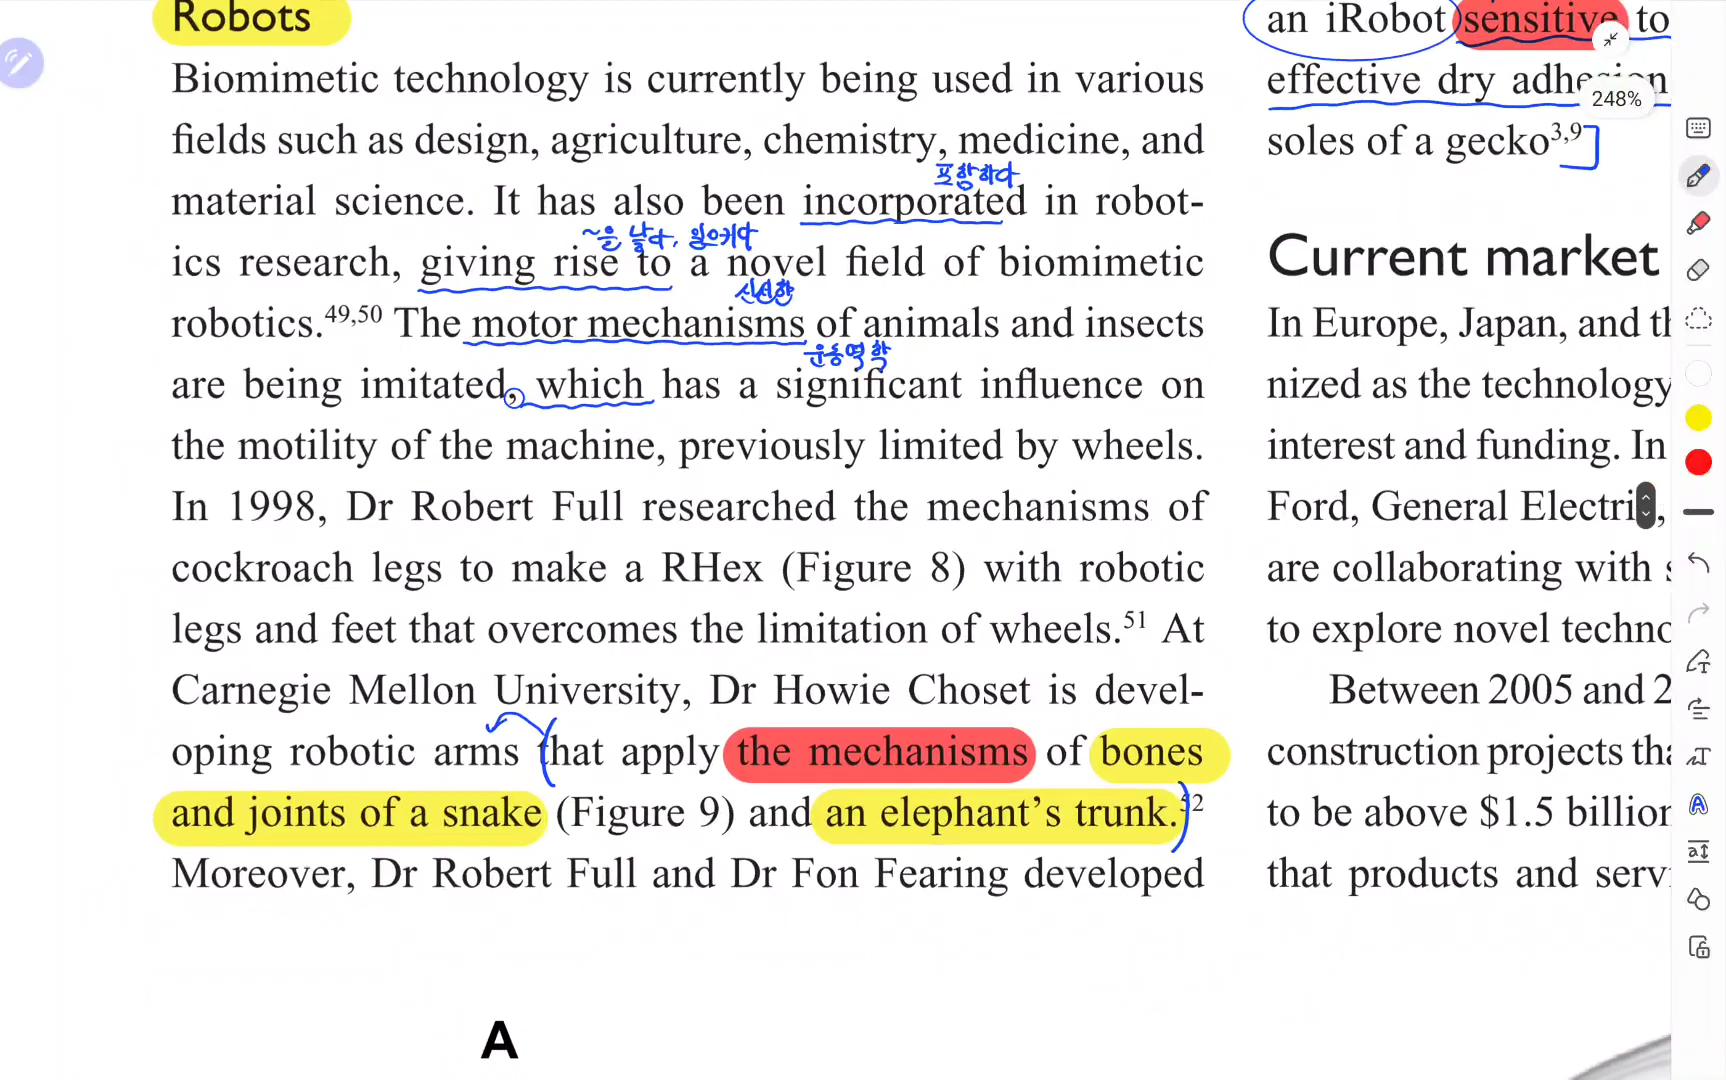 Robots
Biomimetic technology is currently being used in various
fields such as design, agriculture, chemistry, medicine, and
포함하다
material science. It has also been incorporated in robot-
~을 낳다, 일으키다
ics research, giving rise to a novel field of biomimetic
신선한
robotics.49,50 The motor mechanisms of animals and insects
운동역학
are being imitated, which has a significant influence on
the motility of the machine, previously limited by wheels.
In 1998, Dr Robert Full researched the mechanisms of
cockroach legs to make a RHex (Figure 8) with robotic
legs and feet that overcomes the limitation of wheels.51 At
Carnegie Mellon University, Dr Howie Choset is devel-
oping robotic arms that apply the mechanisms of bones
and joints of a snake (Figure 9) and an elephant's trunk.52
Moreover, Dr Robert Full and Dr Fon Fearing developed
A
an iRobot sensitive to
effective dry adhesion
soles of a gecko3,9
Current market
In Europe, Japan, and th
nized as the technology
interest and funding. In
Ford, General Electri,
are collaborating with s
to explore novel techno
Between 2005 and 2
construction projects tha
to be above $1.5 billion
that products and servi
248%